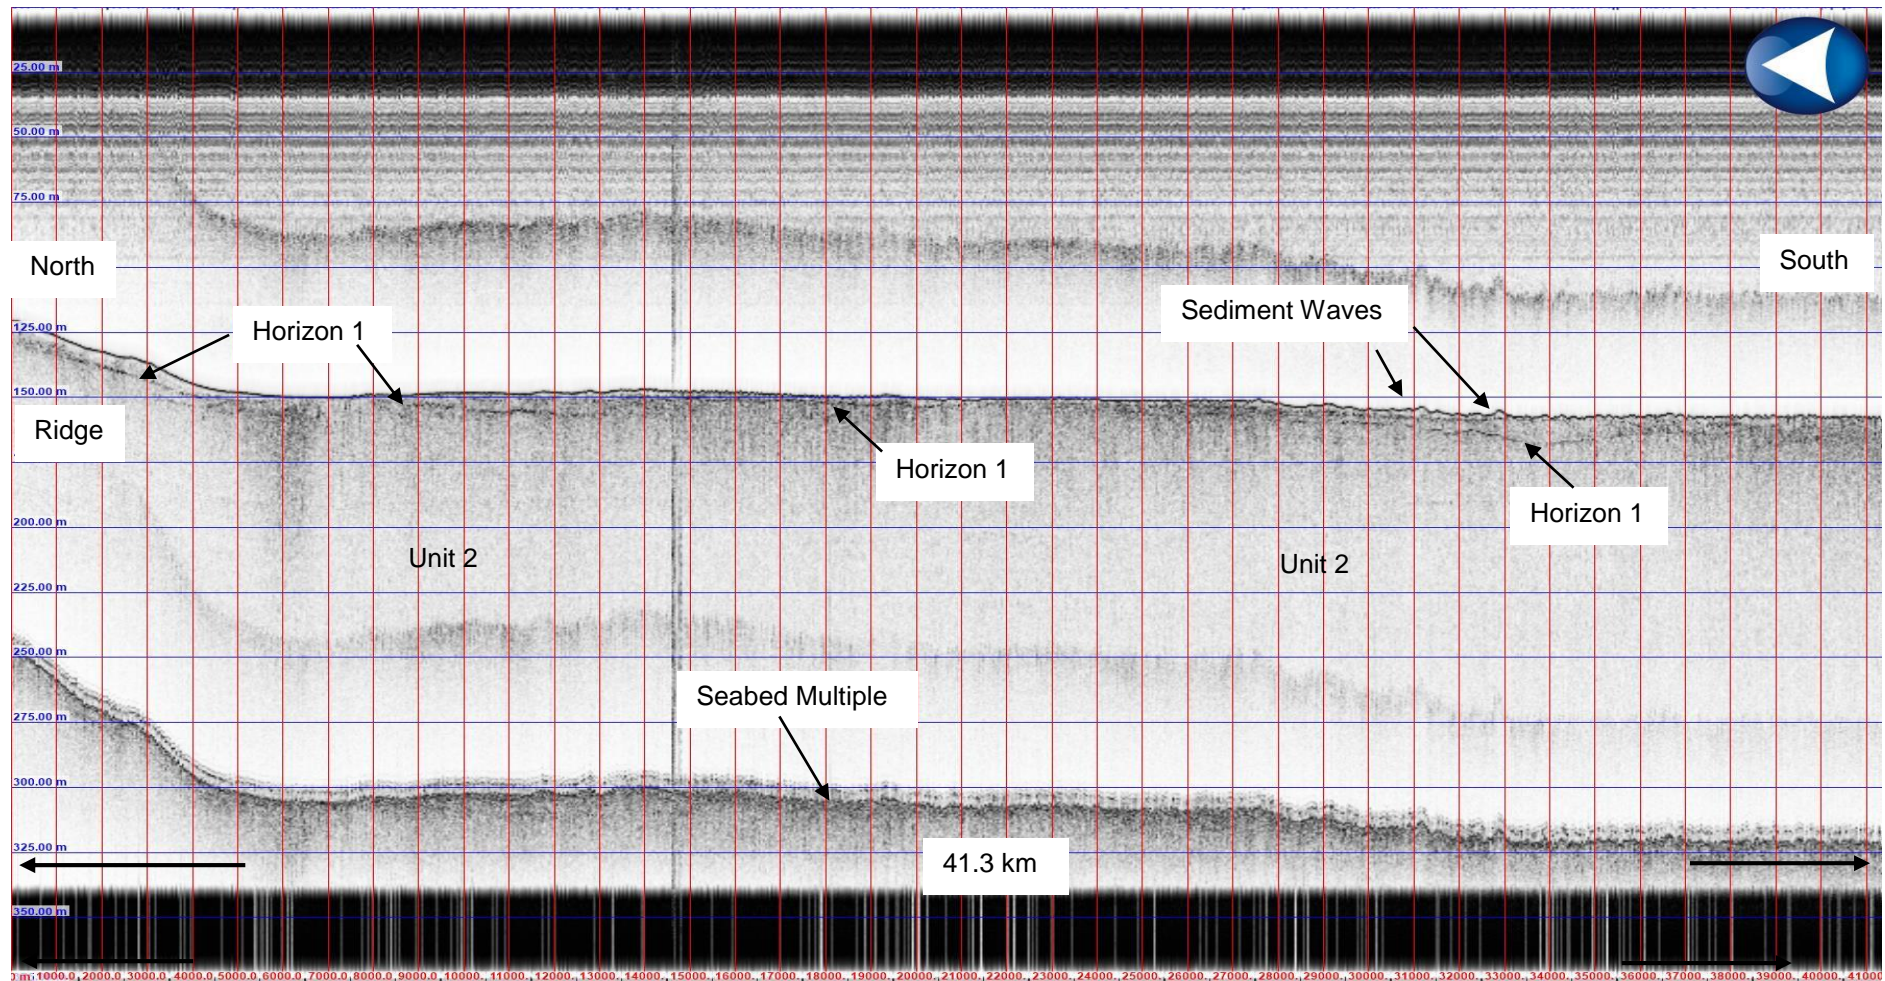 25.00 m
50.00 m
75.00 m
North
South
Sediment Waves
Horizon 1
125.00 m
150.00 m
Ridge
Horizon 1
Horizon 1
200.00 m
Unit 2
Unit 2
225.00 m
250.00 m
Seabed Multiple
275.00 m
300.00 m
325.00 m
41.3 km
350.00 m
0 m 1000.0 2000.0 3000.0 4000.0 5000.0 6000.0 7000.0 8000.0 9000.0 10000. 11000. 12000. 13000. 14000. 15000. 16000. 17000. 18000. 19000. 20000. 21000. 22000. 23000. 24000. 25000. 26000. 27000. 28000. 29000. 30000. 31000. 32000. 33000. 34000. 35000. 36000. 37000. 38000. 39000. 40000. 41000